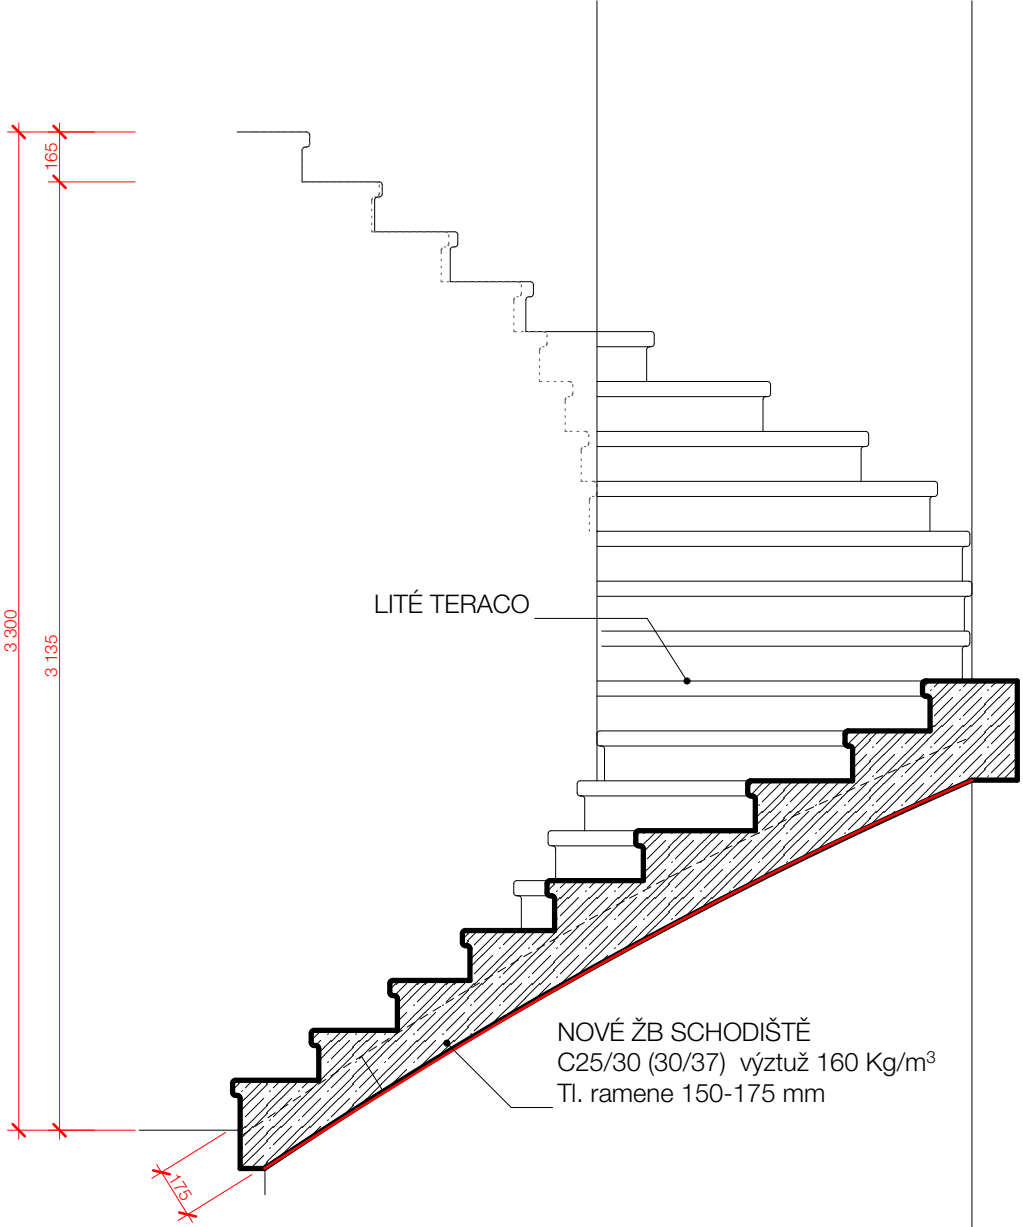 165
3 300
3 135
LITÉ TERACO
NOVÉ ŽB SCHODIŠTĚ
C25/30 (30/37) výztuž 160 Kg/m³
Tl. ramene 150-175 mm
175